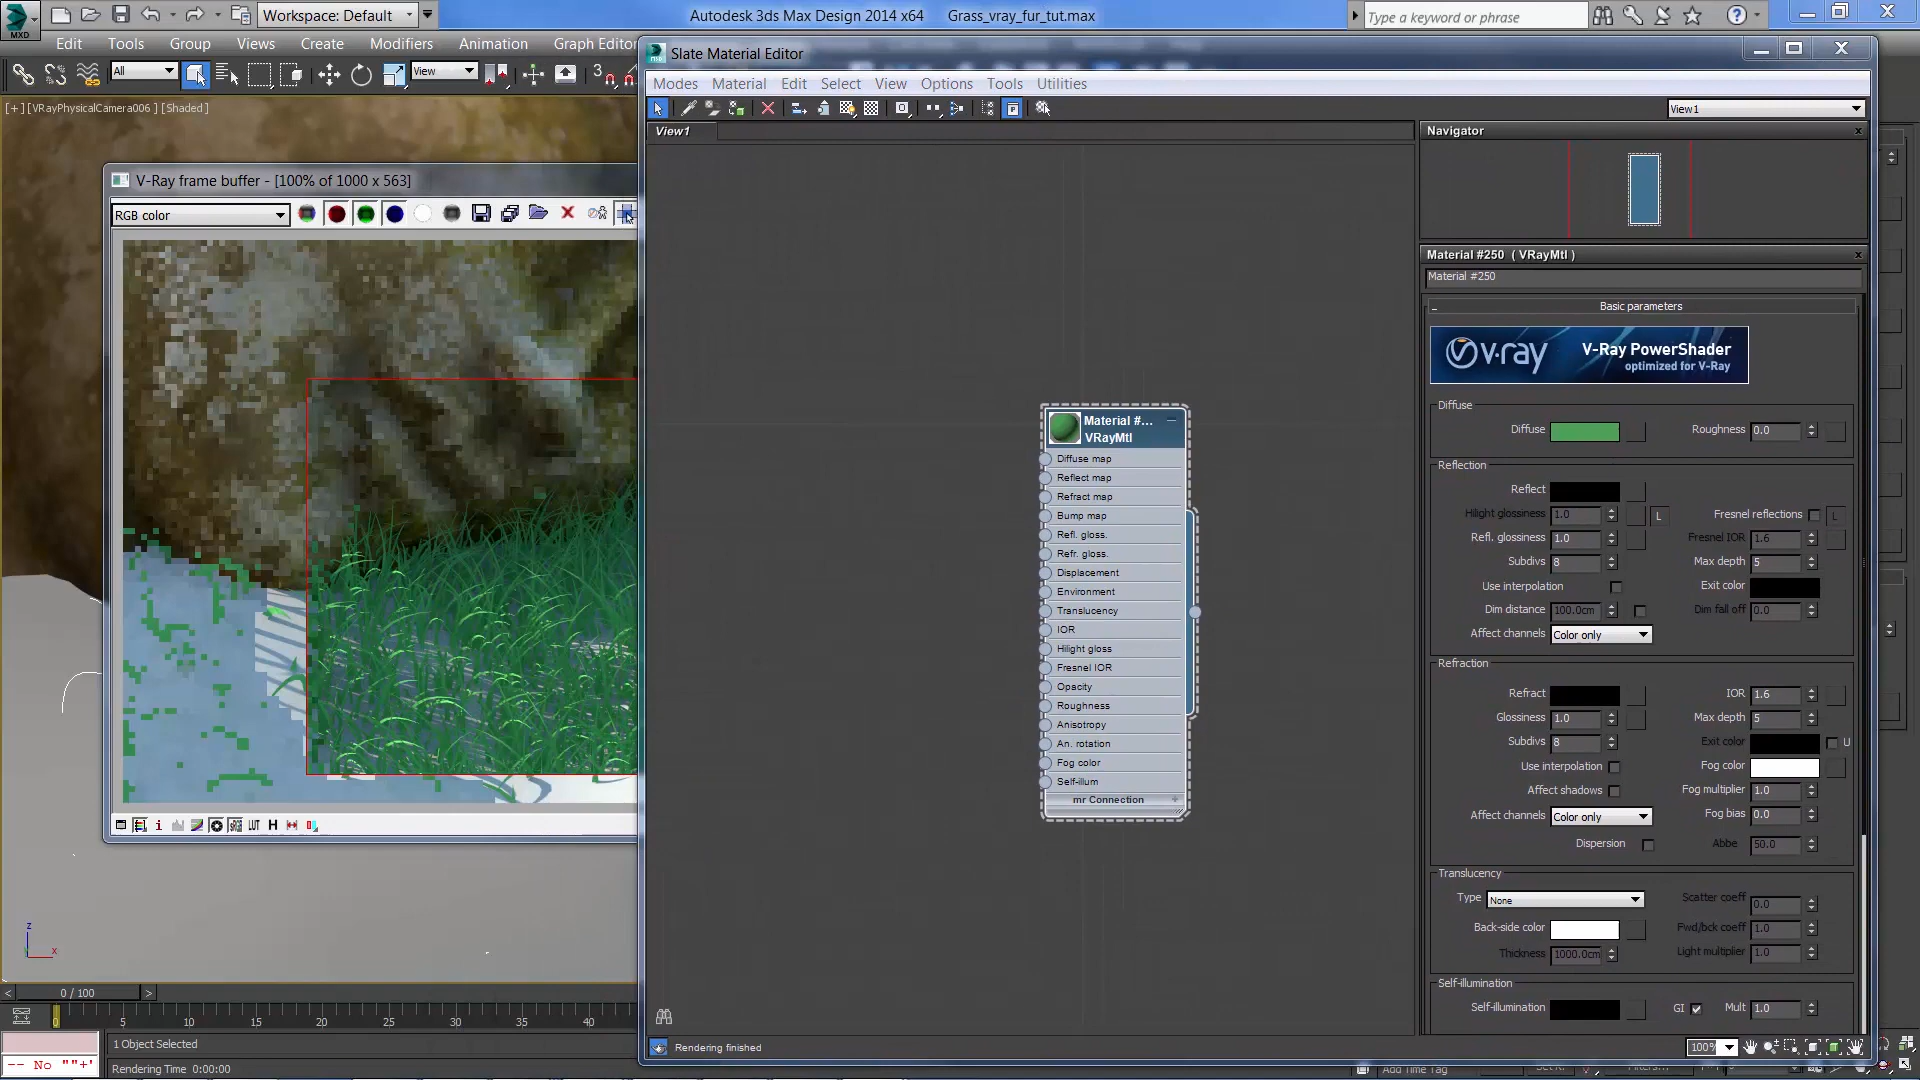 Workspace: Default
Autodesk 3ds Max Design 2014 x64 Grass_vray_fur_tut.max
Type a keyword or phrase
MXD
Edit Tools Group Views Create Modifiers Animation Graph Editor
All
View
[+] [VRayPhysicalCamera006 ] [Shaded]
V-Ray frame buffer - [100% of 1000 x 563]
RGB color
LUT
H
Slate Material Editor
Modes Material Edit Select View Options Tools Utilities
View1
View1
Navigator
Material #250 ( VRayMtl )
Material #250
Basic parameters
v-ray
V-Ray PowerShader
optimized for V-Ray
Material #...
VRayMtl
Diffuse map
Reflect map
Refract map
Bump map
Refl. gloss.
Refr. gloss.
Displacement
Environment
Translucency
IOR
Hilight gloss
Fresnel IOR
Opacity
Roughness
Anisotropy
An. rotation
Fog color
Self-illum
mr Connection
Diffuse
Diffuse Roughness 0.0
Reflection
Reflect
Hilight glossiness 1.0 L Fresnel reflections L
Refl. glossiness 1.0 Fresnel IOR 1.6
Subdivs 8 Max depth 5
Use interpolation Exit color
Dim distance 100.0cm Dim fall off 0.0
Affect channels Color only
Refraction
Refract IOR 1.6
Glossiness 1.0 Max depth 5
Subdivs 8 Exit color U
Use interpolation Fog color
Affect shadows Fog multiplier 1.0
Affect channels Color only Fog bias 0.0
Dispersion Abbe 50.0
Translucency
Type None Scatter coeff 0.0
Back-side color Fwd/bck coeff 1.0
Thickness 1000.0cm Light multiplier 1.0
Self-illumination
Self-illumination GI Mult 1.0
z
x
0 / 100
5 10 15 20 25 30 35 40
1 Object Selected
-- No ""+'
Rendering Time 0:00:00
Rendering finished
100%
Add Time Tag